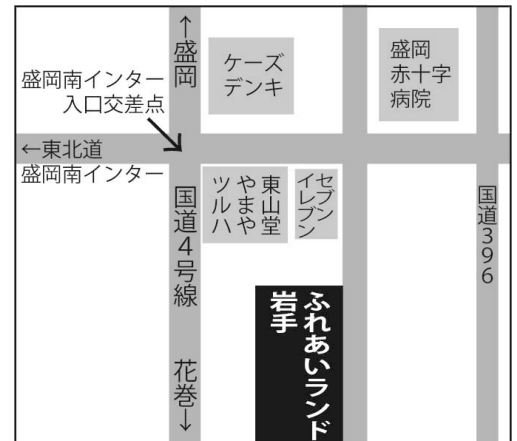 ↑盛岡
ケーズ
デンキ
盛岡
赤十字
病院
盛岡南インター
入口交差点
←東北道
盛岡南インター
国道4号線
花巻↓
東山堂
やまや
ツルハ
セブン
イレブン
国道396
ふれあいランド
岩手